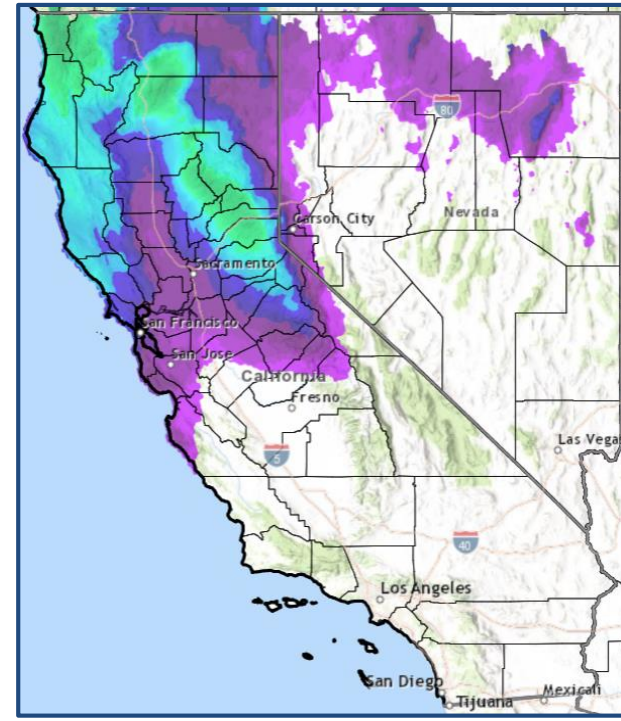 80
Carson City
Nevada
Sacramento
San Francisco
San Jose
California
Fresno
Las Vegas
5
40
Los Angeles
San Diego
Tijuana
Mexicali